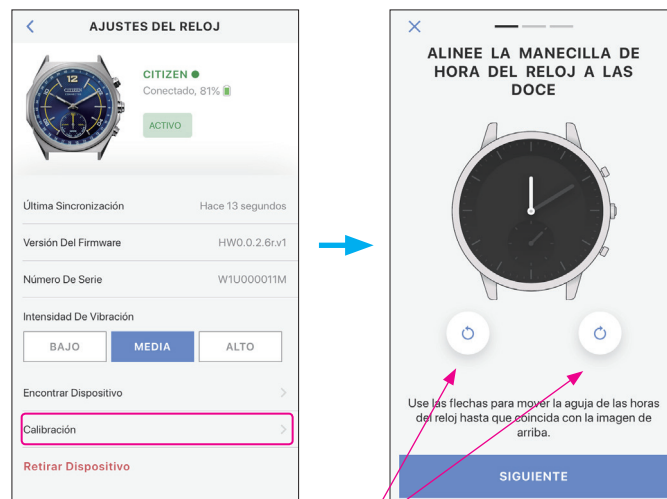 AJUSTES DEL RELOJ
CITIZEN
Conectado, 81%
ACTIVO
12
CITIZEN
Última Sincronización Hace 13 segundos
Versión Del Firmware HW0.0.2.6r.v1
Número De Serie W1U000011M
Intensidad De Vibración
BAJO MEDIA ALTO
Encontrar Dispositivo
Calibración
Retirar Dispositivo
ALINEE LA MANECILLA DE
HORA DEL RELOJ A LAS
DOCE
Use las flechas para mover la aguja de las horas
del reloj hasta que coincida con la imagen de
arriba.
SIGUIENTE